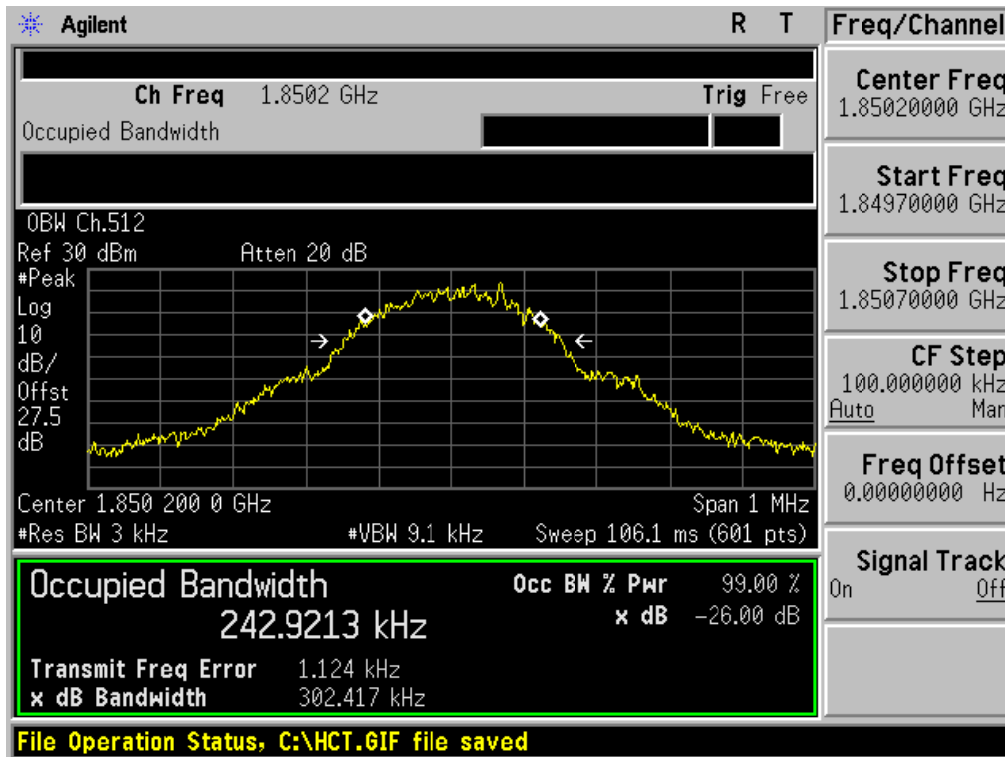 Agilent R T
Ch Freq 1.8502 GHz Trig Free
Occupied Bandwidth
OBW Ch.512
Ref 30 dBm Atten 20 dB
#Peak
Log
10
dB/
Offst
27.5
dB
Center 1.850 200 0 GHz Span 1 MHz
#Res BW 3 kHz #VBW 9.1 kHz Sweep 106.1 ms (601 pts)
Occupied Bandwidth Occ BW % Pwr 99.00 %
242.9213 kHz x dB -26.00 dB
Transmit Freq Error 1.124 kHz
x dB Bandwidth 302.417 kHz
File Operation Status, C:\HCT.GIF file saved
Freq/Channel
Center Freq
1.85020000 GHz
Start Freq
1.84970000 GHz
Stop Freq
1.85070000 GHz
CF Step
100.000000 kHz
Auto Man
Freq Offset
0.00000000 Hz
Signal Track
On Off